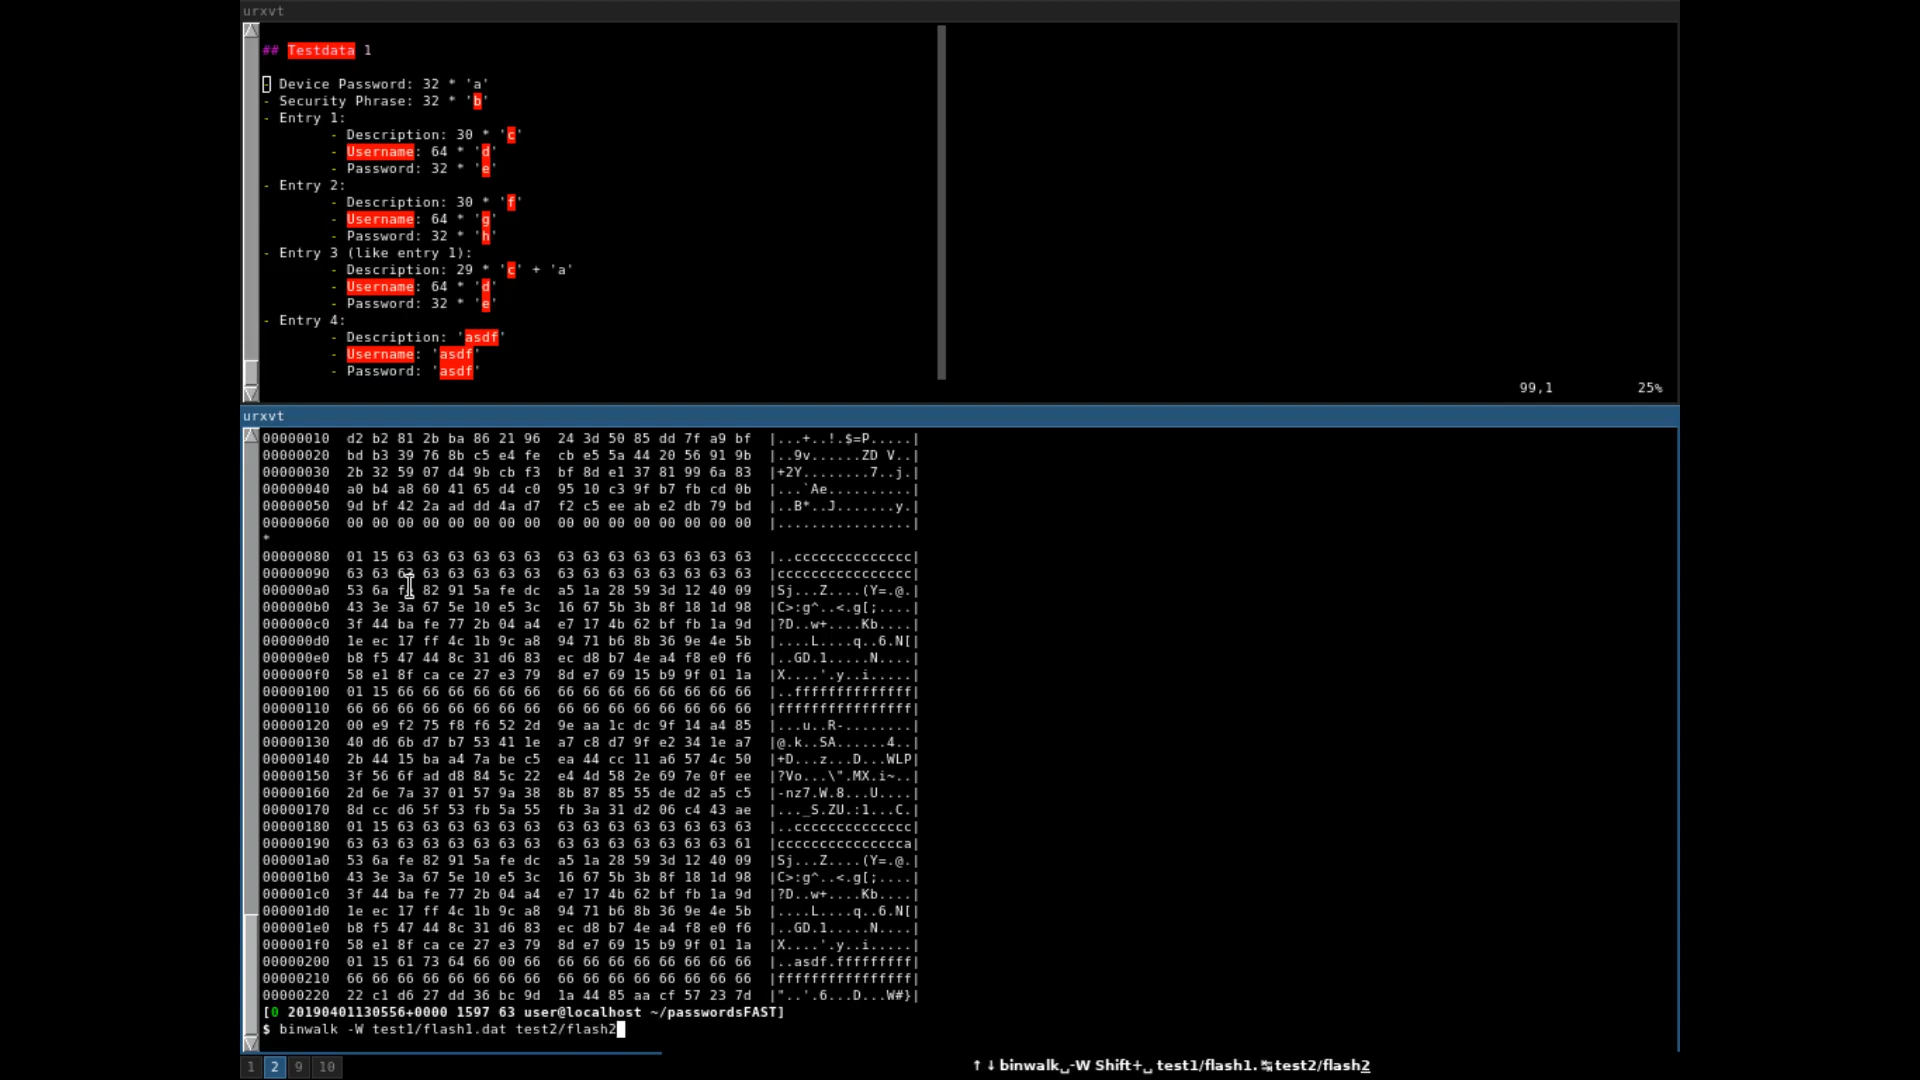 urxvt
## Testdata 1
- Device Password: 32 * 'a'
- Security Phrase: 32 * 'b'
- Entry 1:
- Description: 30 * 'c'
- Username: 64 * 'd'
- Password: 32 * 'e'
- Entry 2:
- Description: 30 * 'f'
- Username: 64 * 'g'
- Password: 32 * 'h'
- Entry 3 (like entry 1):
- Description: 29 * 'c' + 'a'
- Username: 64 * 'd'
- Password: 32 * 'e'
- Entry 4:
- Description: 'asdf'
- Username: 'asdf'
- Password: 'asdf'
99,1 25%
urxvt
00000010 d2 b2 81 2b ba 86 21 96 24 3d 50 85 dd 7f a9 bf |...+..!.$=P.....|
00000020 bd b3 39 76 8b c5 e4 fe cb e5 5a 44 20 56 91 9b |..9v......ZD V..|
00000030 2b 32 59 07 d4 9b cb f3 bf 8d e1 37 81 99 6a 83 |+2Y........7..j.|
00000040 a0 b4 a8 60 41 65 d4 c0 95 10 c3 9f b7 fb cd 0b |...`Ae..........|
00000050 9d bf 42 2a ad dd 4a d7 f2 c5 ee ab e2 db 79 bd |..B*..J.......y.|
00000060 00 00 00 00 00 00 00 00 00 00 00 00 00 00 00 00 |................|
*
00000080 01 15 63 63 63 63 63 63 63 63 63 63 63 63 63 63 |..cccccccccccccc|
00000090 63 63 63 63 63 63 63 63 63 63 63 63 63 63 63 63 |cccccccccccccccc|
000000a0 53 6a fe 82 91 5a fe dc a5 1a 28 59 3d 12 40 09 |Sj...Z....(Y=.@.|
000000b0 43 3e 3a 67 5e 10 e5 3c 16 67 5b 3b 8f 18 1d 98 |C>:g^..<.g[;....|
000000c0 3f 44 ba fe 77 2b 04 a4 e7 17 4b 62 bf fb 1a 9d |?D..w+....Kb....|
000000d0 1e ec 17 ff 4c 1b 9c a8 94 71 b6 8b 36 9e 4e 5b |....L....q..6.N[|
000000e0 b8 f5 47 44 8c 31 d6 83 ec d8 b7 4e a4 f8 e0 f6 |..GD.1.....N....|
000000f0 58 e1 8f ca ce 27 e3 79 8d e7 69 15 b9 9f 01 1a |X....'.y..i.....|
00000100 01 15 66 66 66 66 66 66 66 66 66 66 66 66 66 66 |..ffffffffffffff|
00000110 66 66 66 66 66 66 66 66 66 66 66 66 66 66 66 66 |ffffffffffffffff|
00000120 00 e9 f2 75 f8 f6 52 2d 9e aa 1c dc 9f 14 a4 85 |...u..R-........|
00000130 40 d6 6b d7 b7 53 41 1e a7 c8 d7 9f e2 34 1e a7 |@.k..SA......4..|
00000140 2b 44 15 ba a4 7a be c5 ea 44 cc 11 a6 57 4c 50 |+D...z...D...WLP|
00000150 3f 56 6f ad d8 84 5c 22 e4 4d 58 2e 69 7e 0f ee |?Vo...\".MX.i~..|
00000160 2d 6e 7a 37 01 57 9a 38 8b 87 85 55 de d2 a5 c5 |-nz7.W.8...U....|
00000170 8d cc d6 5f 53 fb 5a 55 fb 3a 31 d2 06 c4 43 ae |..._S.ZU.:1...C.|
00000180 01 15 63 63 63 63 63 63 63 63 63 63 63 63 63 63 |..cccccccccccccc|
00000190 63 63 63 63 63 63 63 63 63 63 63 63 63 63 63 61 |ccccccccccccccca|
000001a0 53 6a fe 82 91 5a fe dc a5 1a 28 59 3d 12 40 09 |Sj...Z....(Y=.@.|
000001b0 43 3e 3a 67 5e 10 e5 3c 16 67 5b 3b 8f 18 1d 98 |C>:g^..<.g[;....|
000001c0 3f 44 ba fe 77 2b 04 a4 e7 17 4b 62 bf fb 1a 9d |?D..w+....Kb....|
000001d0 1e ec 17 ff 4c 1b 9c a8 94 71 b6 8b 36 9e 4e 5b |....L....q..6.N[|
000001e0 b8 f5 47 44 8c 31 d6 83 ec d8 b7 4e a4 f8 e0 f6 |..GD.1.....N....|
000001f0 58 e1 8f ca ce 27 e3 79 8d e7 69 15 b9 9f 01 1a |X....'.y..i.....|
00000200 01 15 61 73 64 66 00 66 66 66 66 66 66 66 66 66 |..asdf.fffffffff|
00000210 66 66 66 66 66 66 66 66 66 66 66 66 66 66 66 66 |ffffffffffffffff|
00000220 22 c1 d6 27 dd 36 bc 9d 1a 44 85 aa cf 57 23 7d |"..'.6...D...W#}|
[0 20190401130556+0000 1597 63 user@localhost ~/passwordsFAST]
$ binwalk -W test1/flash1.dat test2/flash2
1 2 9 10
↑↓binwalk␣-W Shift+␣ test1/flash1.↹test2/flash2